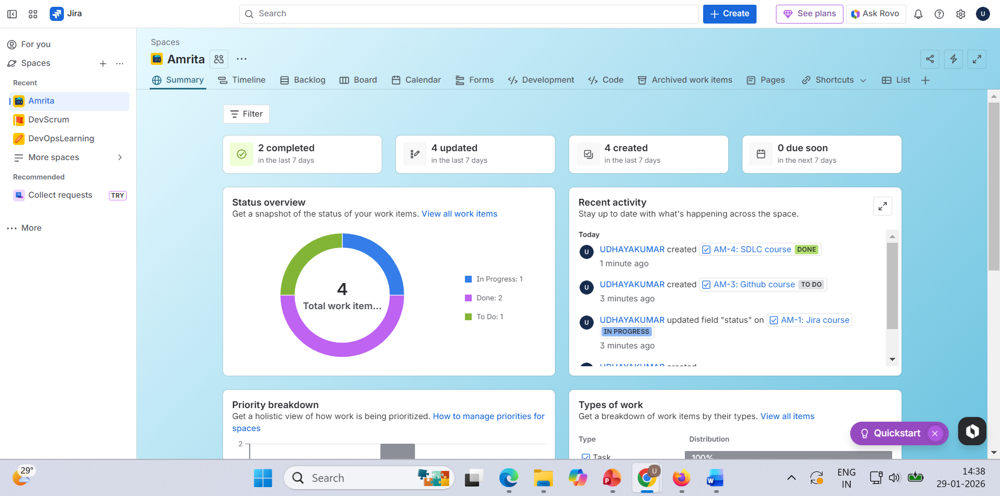 Jira
Search
Create
See plans
Ask Rovo
U
For you
Spaces
Recent
Amrita
DevScrum
DevOpsLearning
More spaces
Recommended
Collect requests TRY
More
Spaces
Amrita
Summary Timeline Backlog Board Calendar Forms Development Code Archived work items Pages Shortcuts List
Filter
2 completed
in the last 7 days
4 updated
in the last 7 days
4 created
in the last 7 days
0 due soon
in the next 7 days
Status overview
Get a snapshot of the status of your work items. View all work items
4
Total work item...
In Progress: 1
Done: 2
To Do: 1
Recent activity
Stay up to date with what's happening across the space.
Today
U UDHAYAKUMAR created AM-4: SDLC course DONE
1 minute ago
U UDHAYAKUMAR created AM-3: Github course TO DO
3 minutes ago
U UDHAYAKUMAR updated field "status" on AM-1: Jira course
IN PROGRESS
3 minutes ago
UDHAYAKUMAR created
Priority breakdown
Get a holistic view of how work is being prioritized. How to manage priorities for
spaces
2
Types of work
Get a breakdown of work items by their types. View all items
Type Distribution
Task 100%
Quickstart
29°
Search
P
U
W
ENG
IN
14:38
29-01-2026